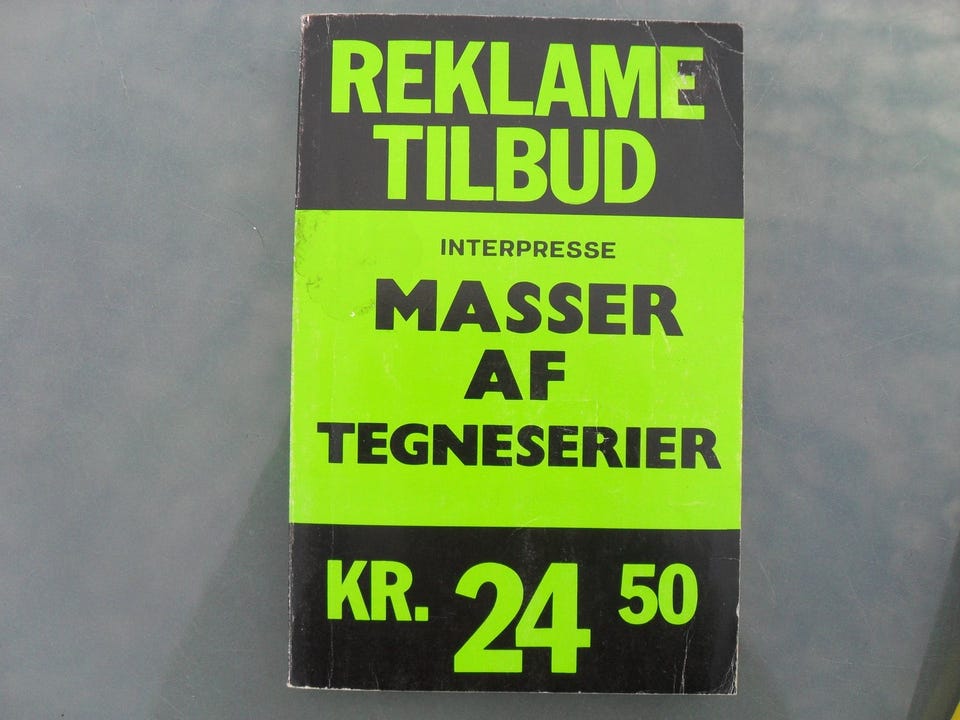 REKLAME
TILBUD
INTERPRESSE
MASSER
AF
TEGNESERIER
KR. 24 50